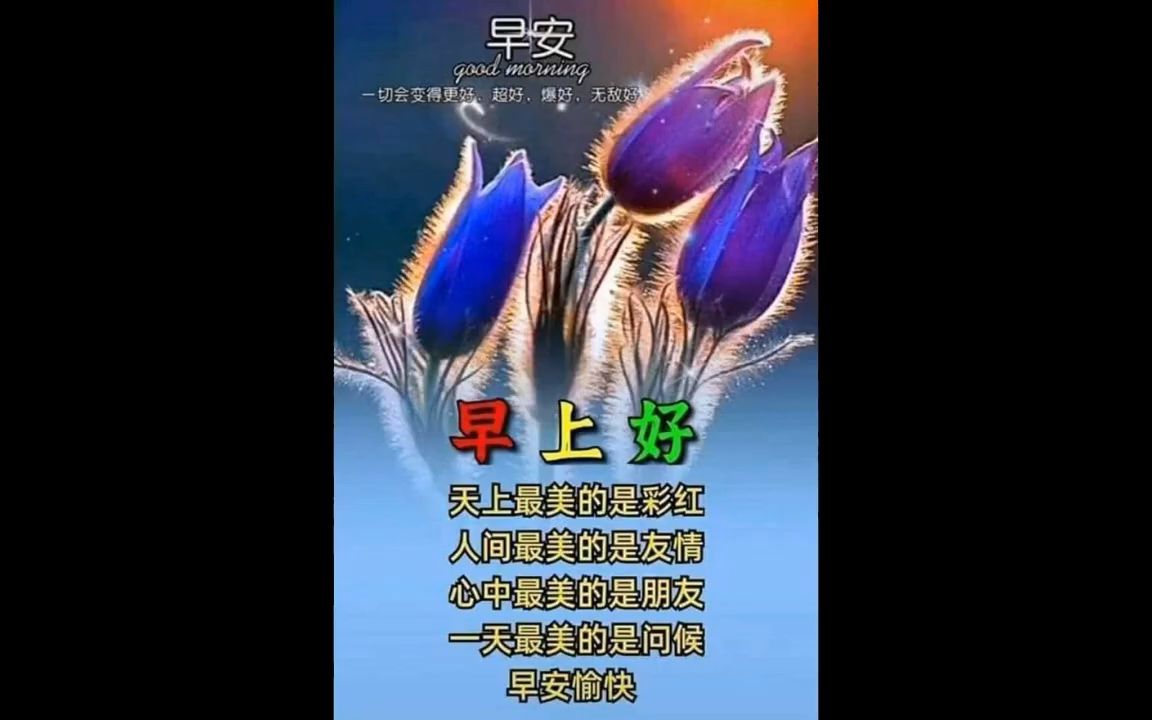 早安
good morning
一切会变得更好，超好，爆好，无敌好
早上好
天上最美的是彩红
人间最美的是友情
心中最美的是朋友
一天最美的是问候
早安愉快